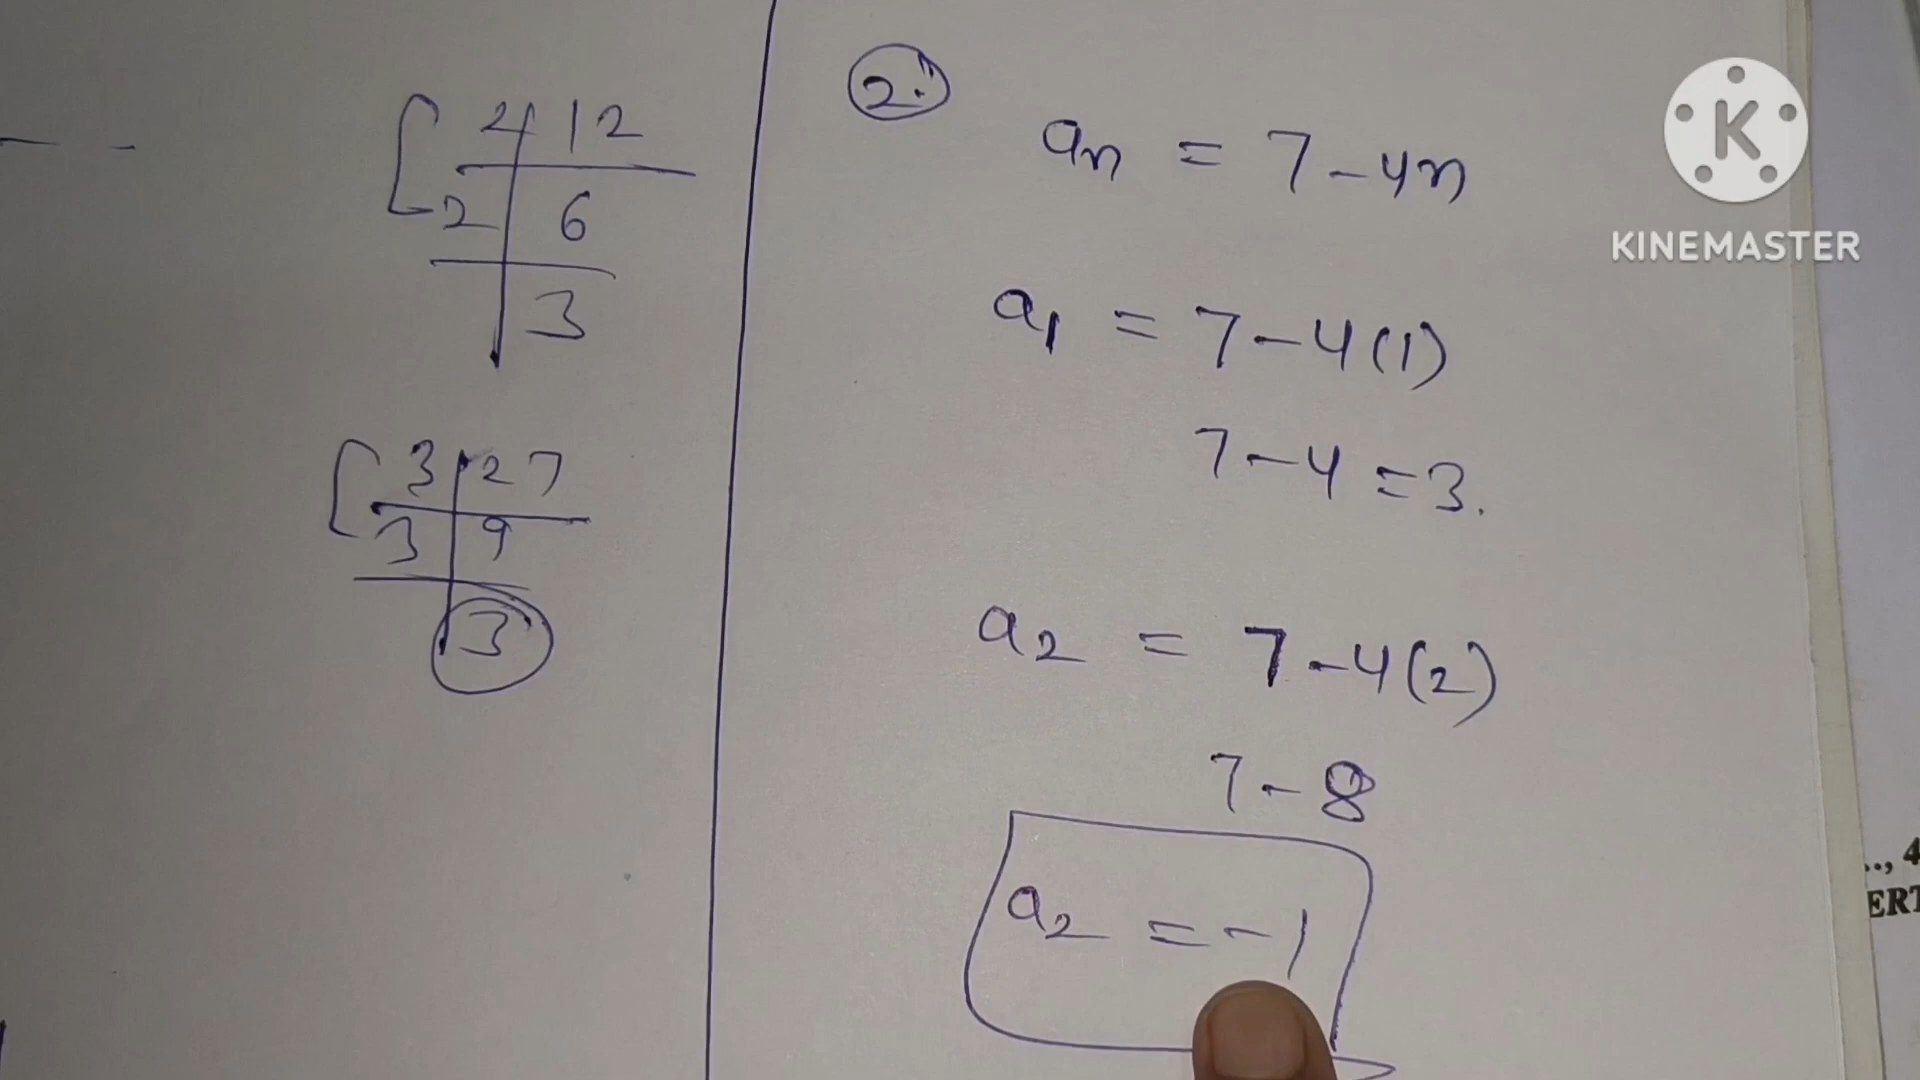 2 12
2 6
3
3 27
3 9
3
2.
an = 7-4n
a1 = 7-4(1)
7-4 = 3.
a2 = 7-4(2)
7-8
a2 = -1
K
KINEMASTER
.., 4
ERT